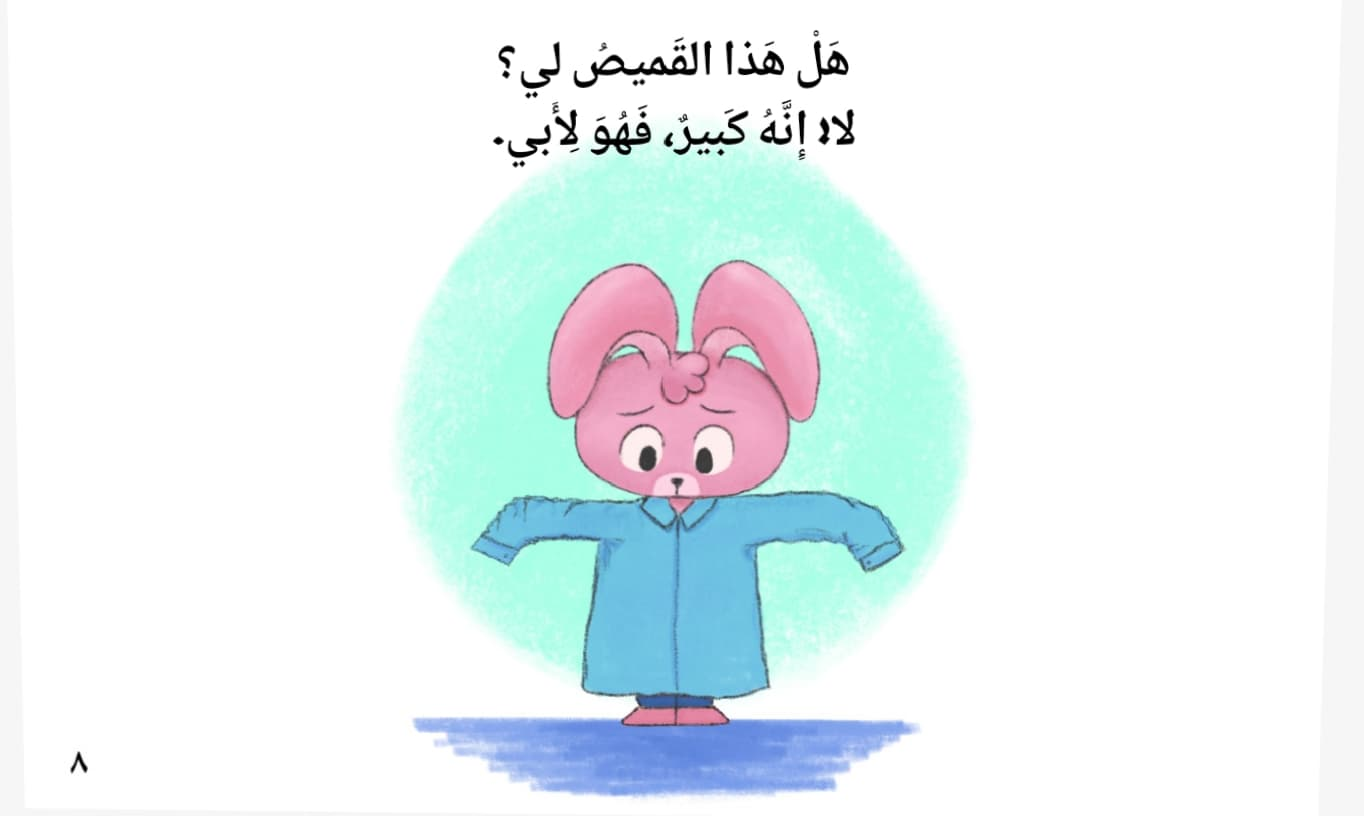 هَلْ هَذا القَميصُ لي؟
لا! إِنَّهُ كَبيرٌ، فَهُوَ لِأَبي.
٨